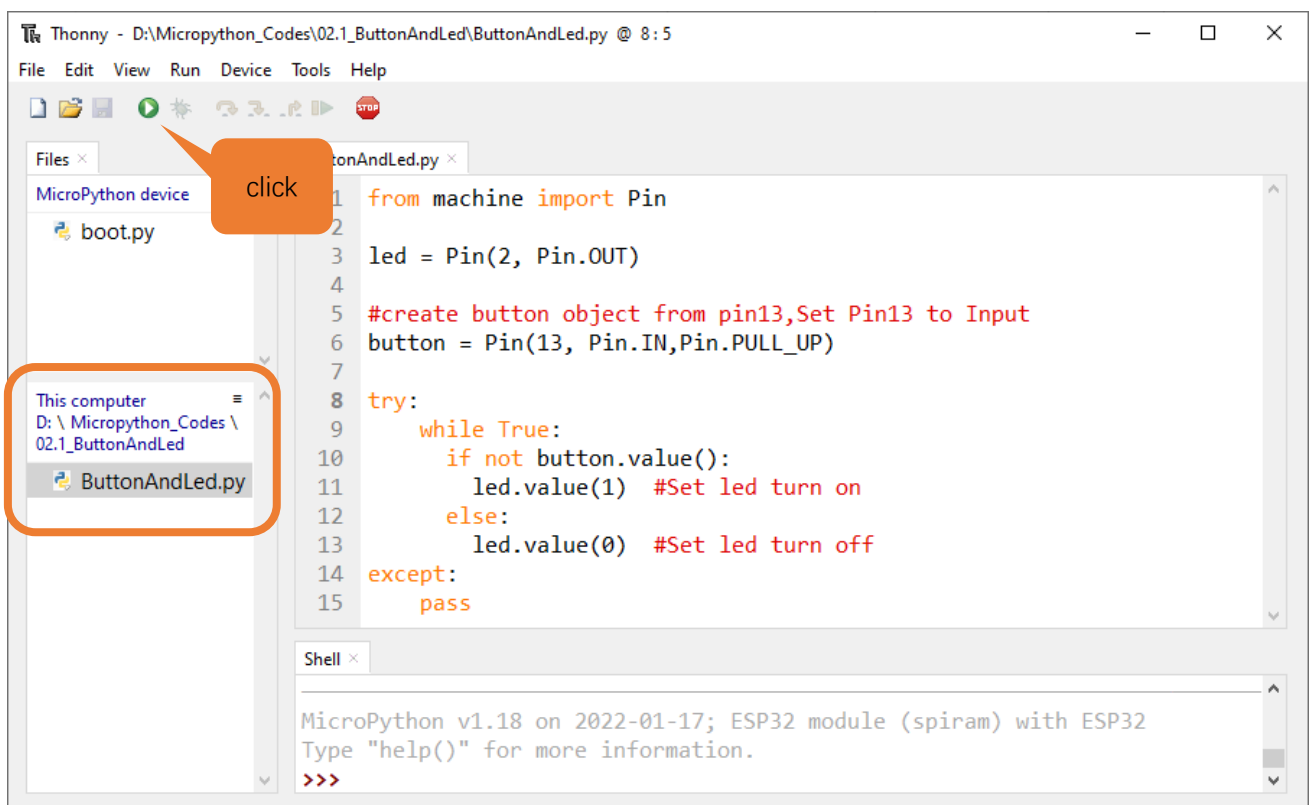 Thonny - D:\Micropython_Codes\02.1_ButtonAndLed\ButtonAndLed.py @ 8:5
File Edit View Run Device Tools Help
STOP
Files
MicroPython device
boot.py
This computer
D: \ Micropython_Codes \
02.1_ButtonAndLed
ButtonAndLed.py
click
tonAndLed.py
1 from machine import Pin
2
3 led = Pin(2, Pin.OUT)
4
5 #create button object from pin13,Set Pin13 to Input
6 button = Pin(13, Pin.IN,Pin.PULL_UP)
7
8 try:
9     while True:
10       if not button.value():
11         led.value(1)  #Set led turn on
12       else:
13         led.value(0)  #Set led turn off
14 except:
15     pass
Shell
MicroPython v1.18 on 2022-01-17; ESP32 module (spiram) with ESP32
Type "help()" for more information.
>>>